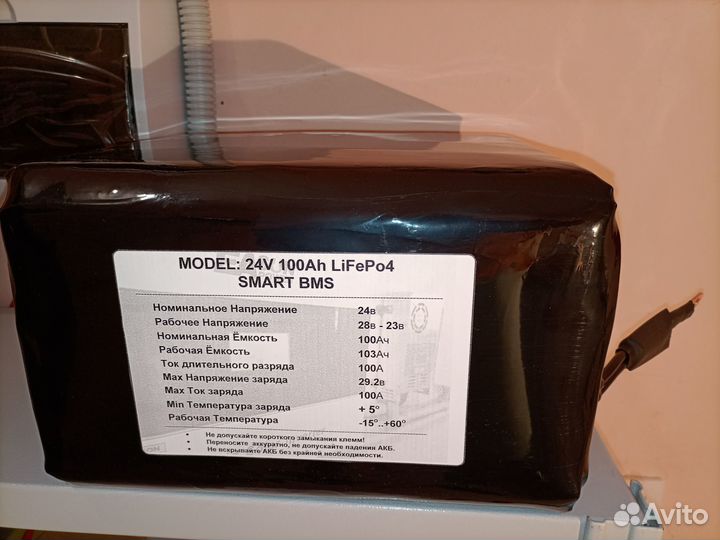 MODEL: 24V 100Ah LiFePo4
SMART BMS
Номинальное Напряжение 24в
Рабочее Напряжение 28в - 23в
Номинальная Ёмкость 100Ач
Рабочая Ёмкость 103Ач
Ток длительного разряда 100А
Max Напряжение заряда 29.2в
Max Ток заряда 100А
Min Температура заряда + 5°
Рабочая Температура -15°..+60°
• Не допускайте короткого замыкания клемм!
• Переносите аккуратно, не допускайте падения АКБ.
• Не вскрывайте АКБ без крайней необходимости.
Avito